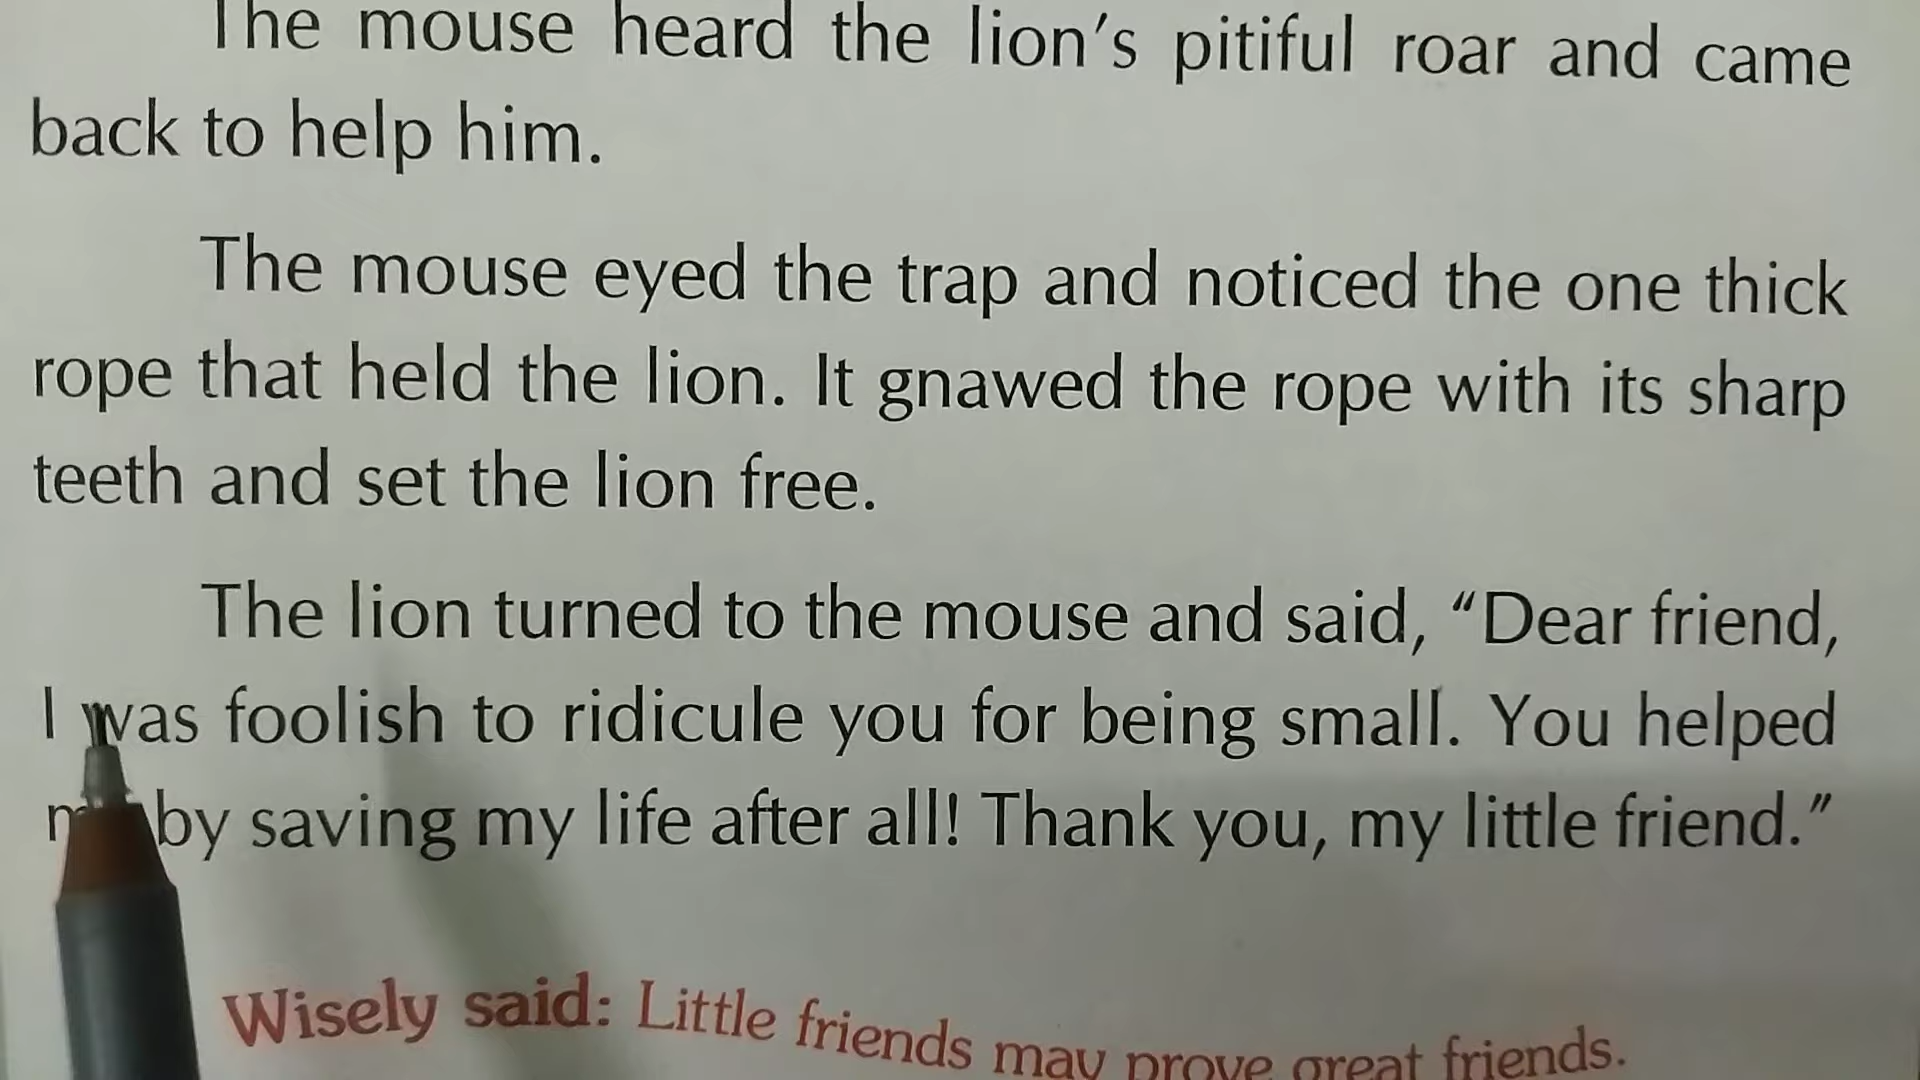 The mouse heard the lion's pitiful roar and came
back to help him.
The mouse eyed the trap and noticed the one thick
rope that held the lion. It gnawed the rope with its sharp
teeth and set the lion free.
The lion turned to the mouse and said, “Dear friend,
I was foolish to ridicule you for being small. You helped
by saving my life after all! Thank you, my little friend.”
Wisely said: Little friends may prove great friends.